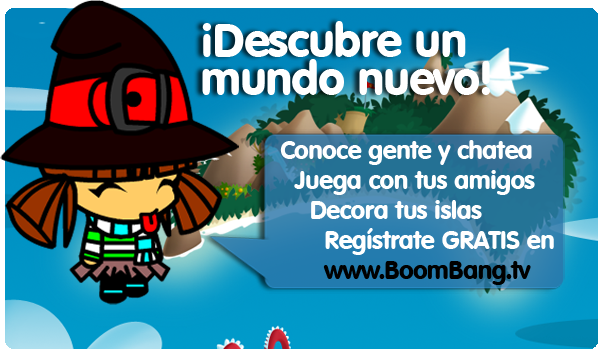 ¡Descubre un
mundo nuevo!
Conoce gente y chatea
Juega con tus amigos
Decora tus islas
Regístrate GRATIS en
www.BoomBang.tv